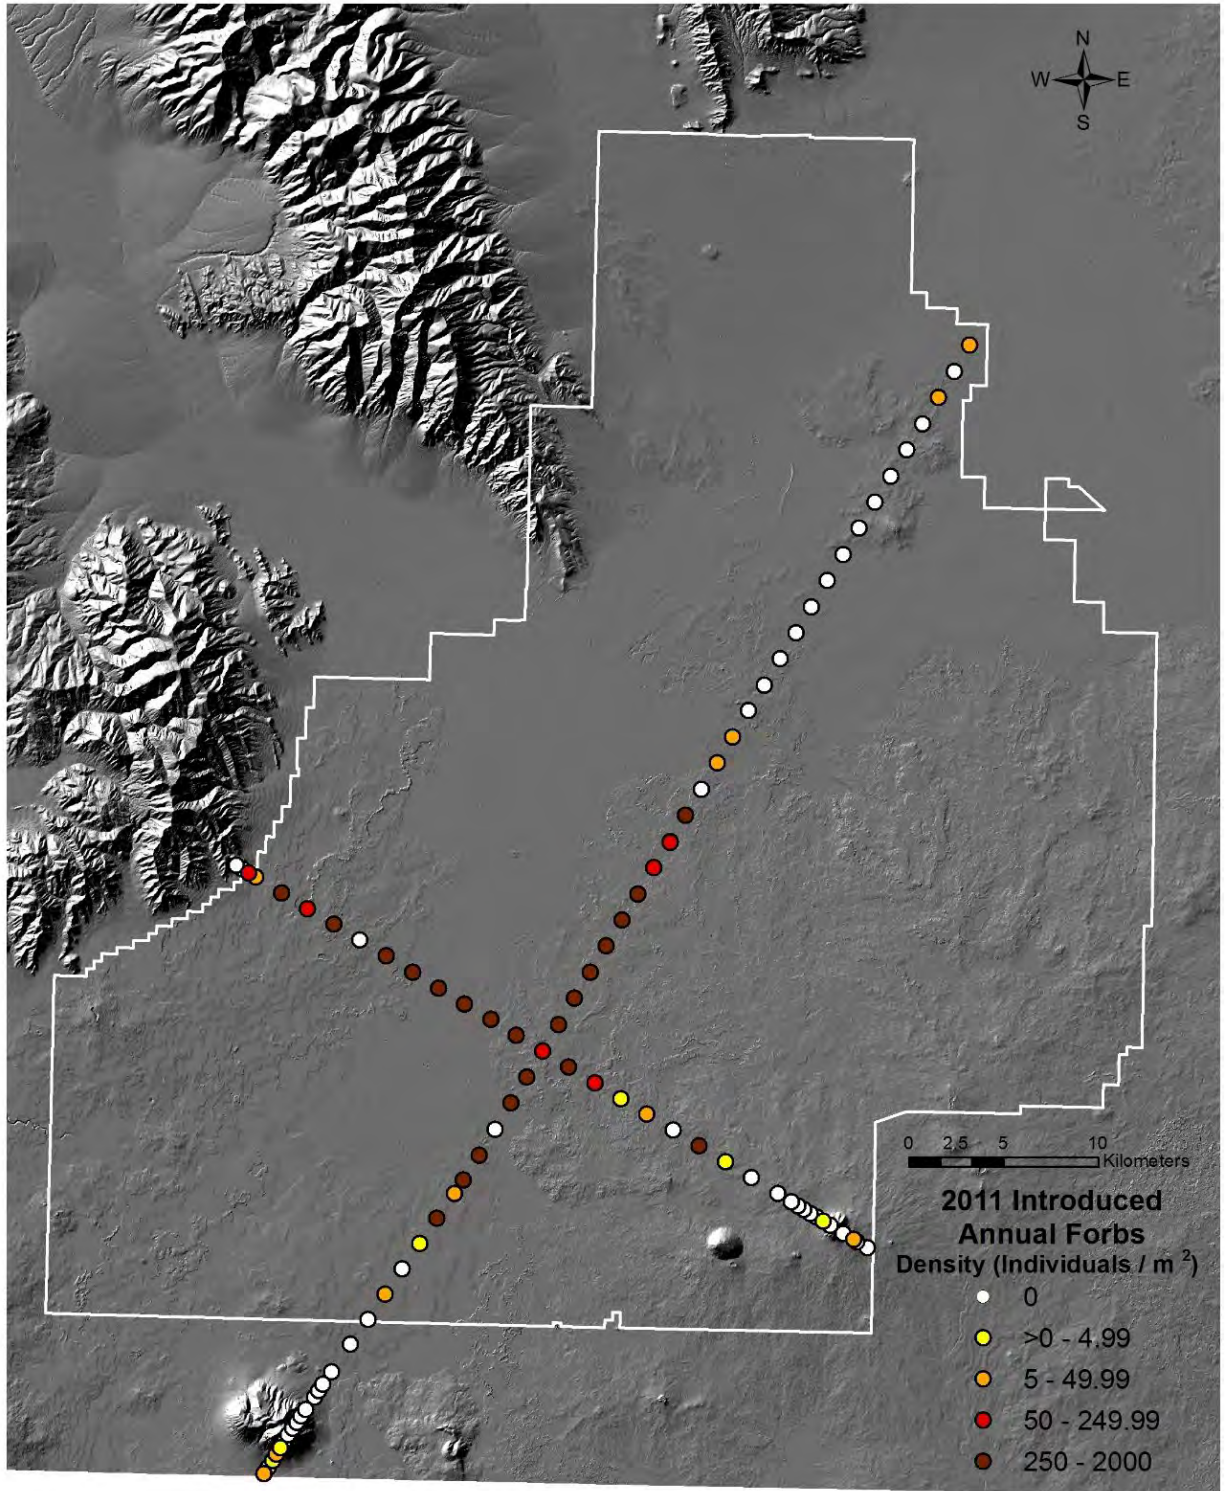 N
W E
S
0 2.5 5 10
Kilometers
2011 Introduced
Annual Forbs
Density (Individuals / m ²)
0
>0 - 4.99
5 - 49.99
50 - 249.99
250 - 2000